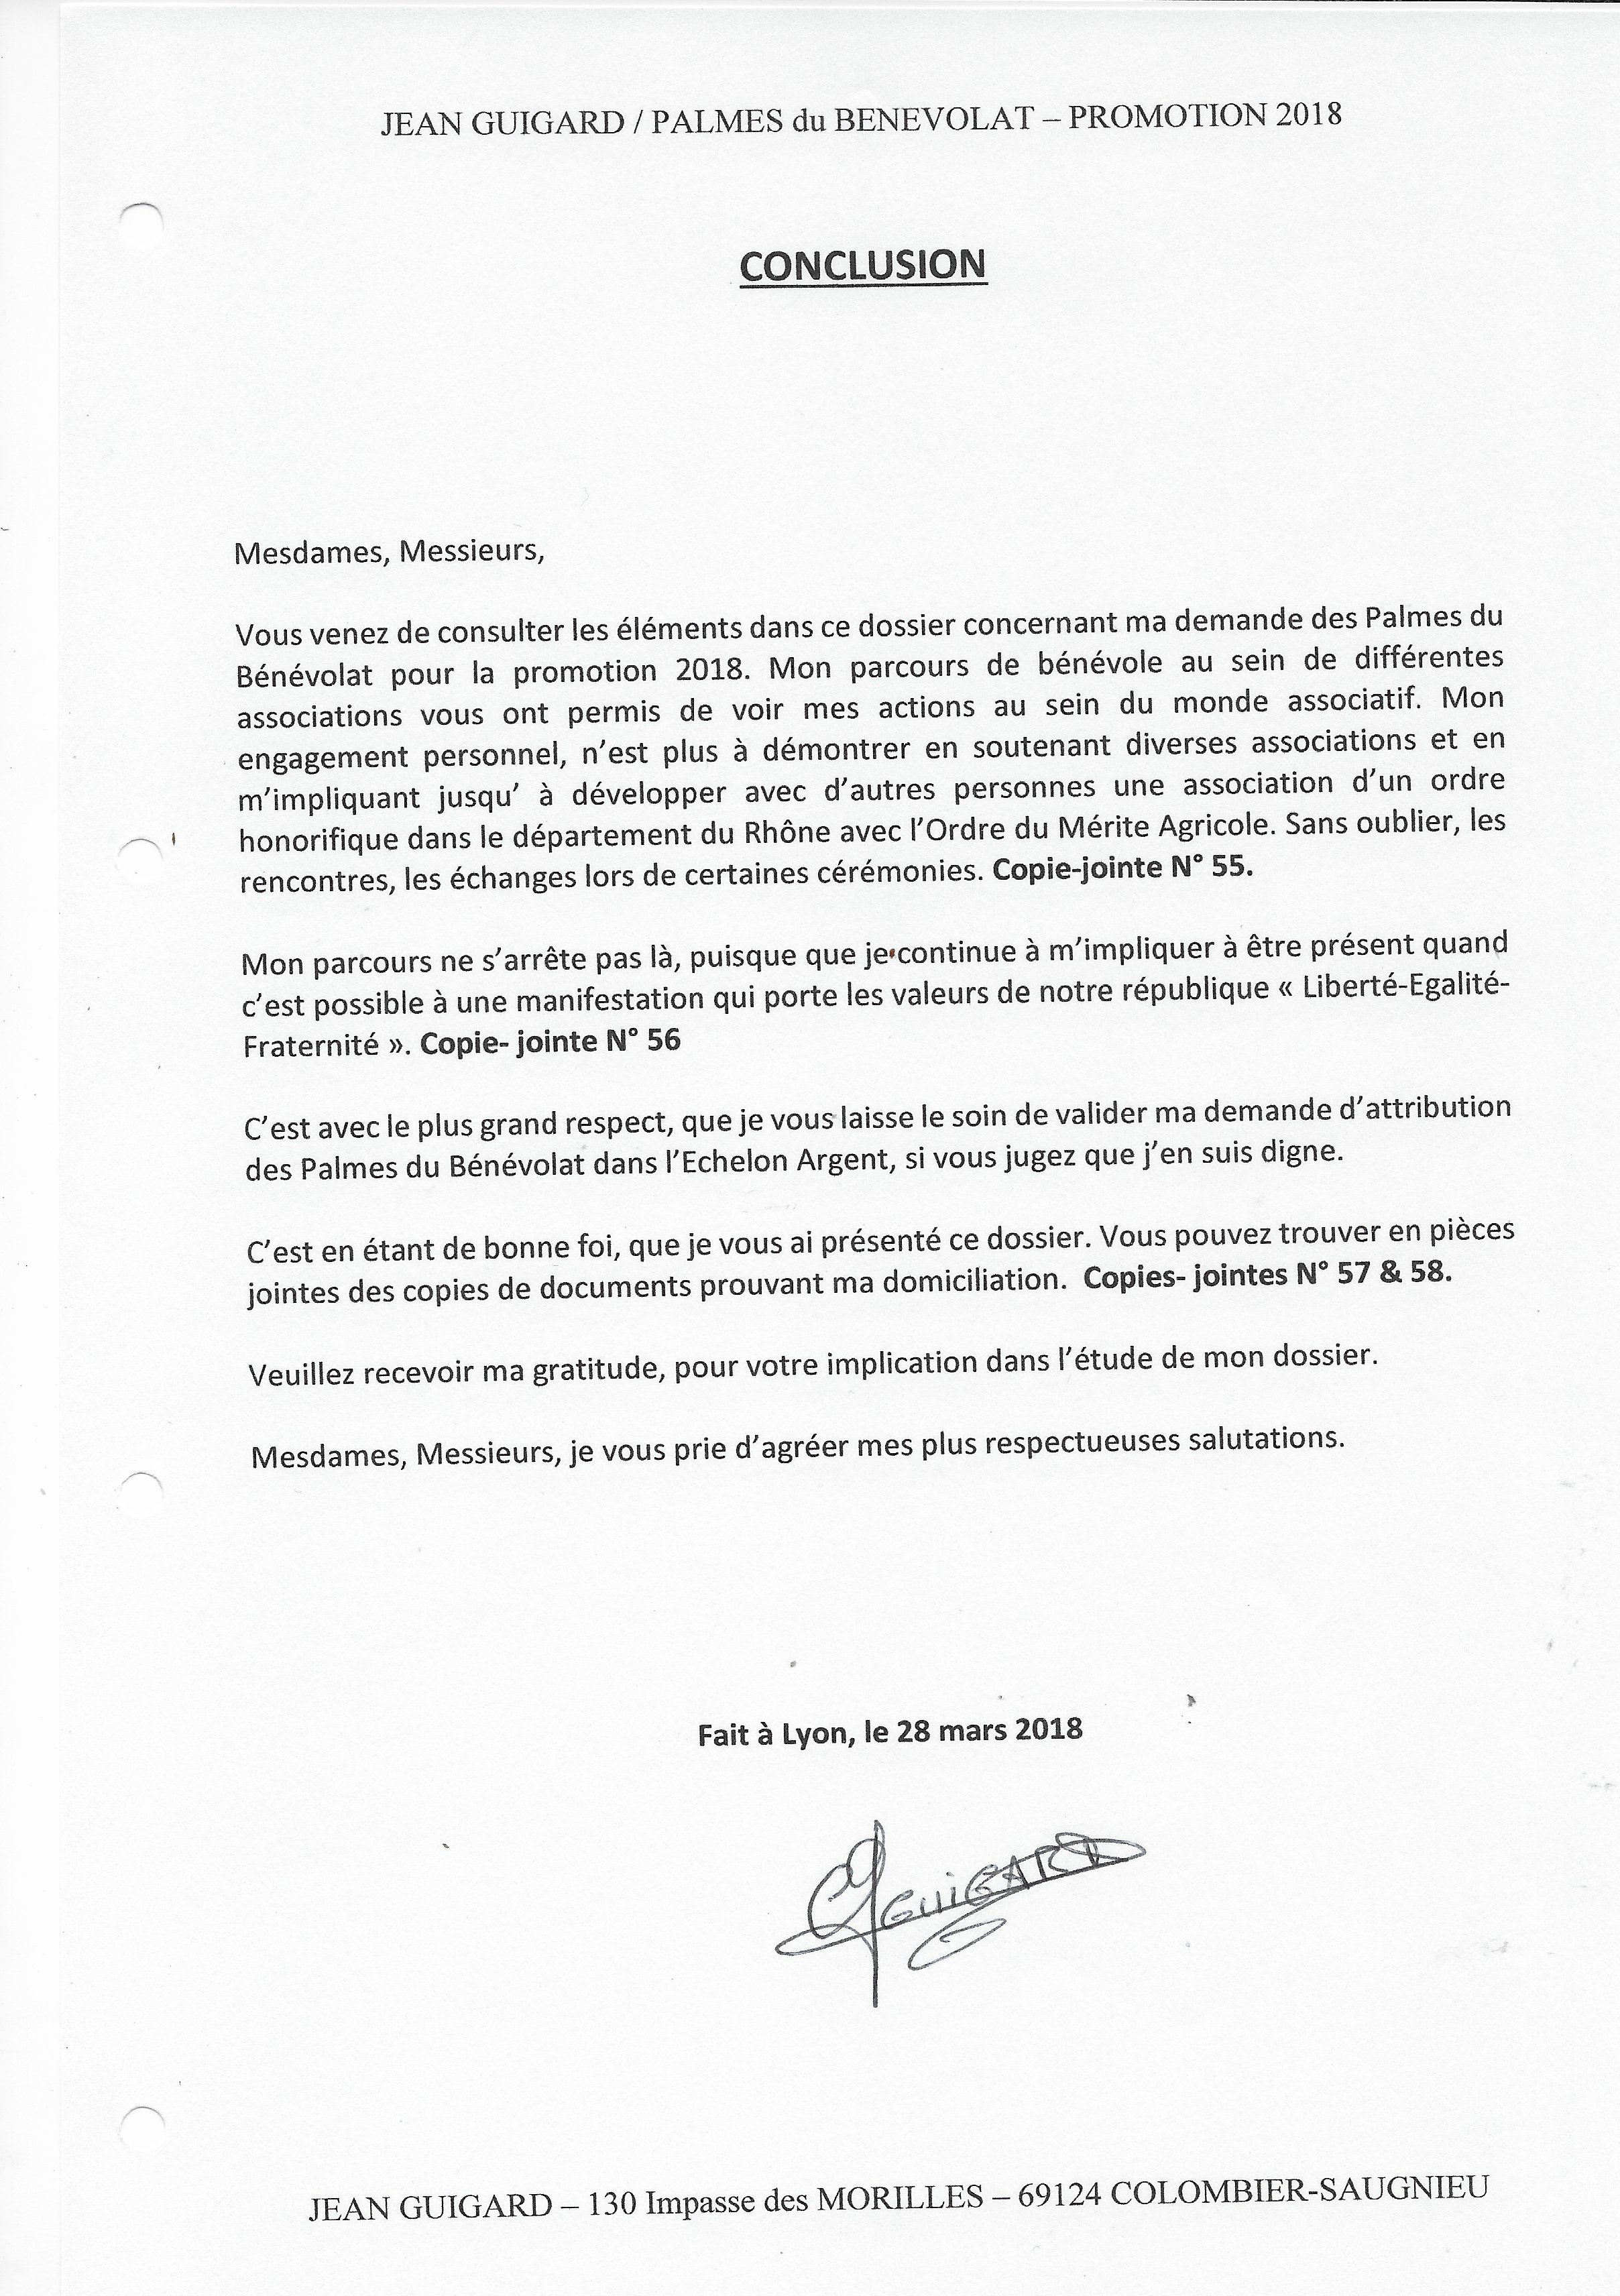 JEAN GUIGARD / PALMES du BENEVOLAT – PROMOTION 2018
CONCLUSION
Mesdames, Messieurs,
Vous venez de consulter les éléments dans ce dossier concernant ma demande des Palmes du
Bénévolat pour la promotion 2018. Mon parcours de bénévole au sein de différentes
associations vous ont permis de voir mes actions au sein du monde associatif. Mon
engagement personnel, n’est plus à démontrer en soutenant diverses associations et en
m’impliquant jusqu’ à développer avec d’autres personnes une association d’un ordre
honorifique dans le département du Rhône avec l’Ordre du Mérite Agricole. Sans oublier, les
rencontres, les échanges lors de certaines cérémonies. Copie-jointe N° 55.
Mon parcours ne s’arrête pas là, puisque que je continue à m’impliquer à être présent quand
c’est possible à une manifestation qui porte les valeurs de notre république « Liberté-Egalité-
Fraternité ». Copie- jointe N° 56
C’est avec le plus grand respect, que je vous laisse le soin de valider ma demande d’attribution
des Palmes du Bénévolat dans l’Echelon Argent, si vous jugez que j’en suis digne.
C’est en étant de bonne foi, que je vous ai présenté ce dossier. Vous pouvez trouver en pièces
jointes des copies de documents prouvant ma domiciliation. Copies- jointes N° 57 & 58.
Veuillez recevoir ma gratitude, pour votre implication dans l’étude de mon dossier.
Mesdames, Messieurs, je vous prie d’agréer mes plus respectueuses salutations.
Fait à Lyon, le 28 mars 2018
GUIGARD
JEAN GUIGARD – 130 Impasse des MORILLES – 69124 COLOMBIER-SAUGNIEU